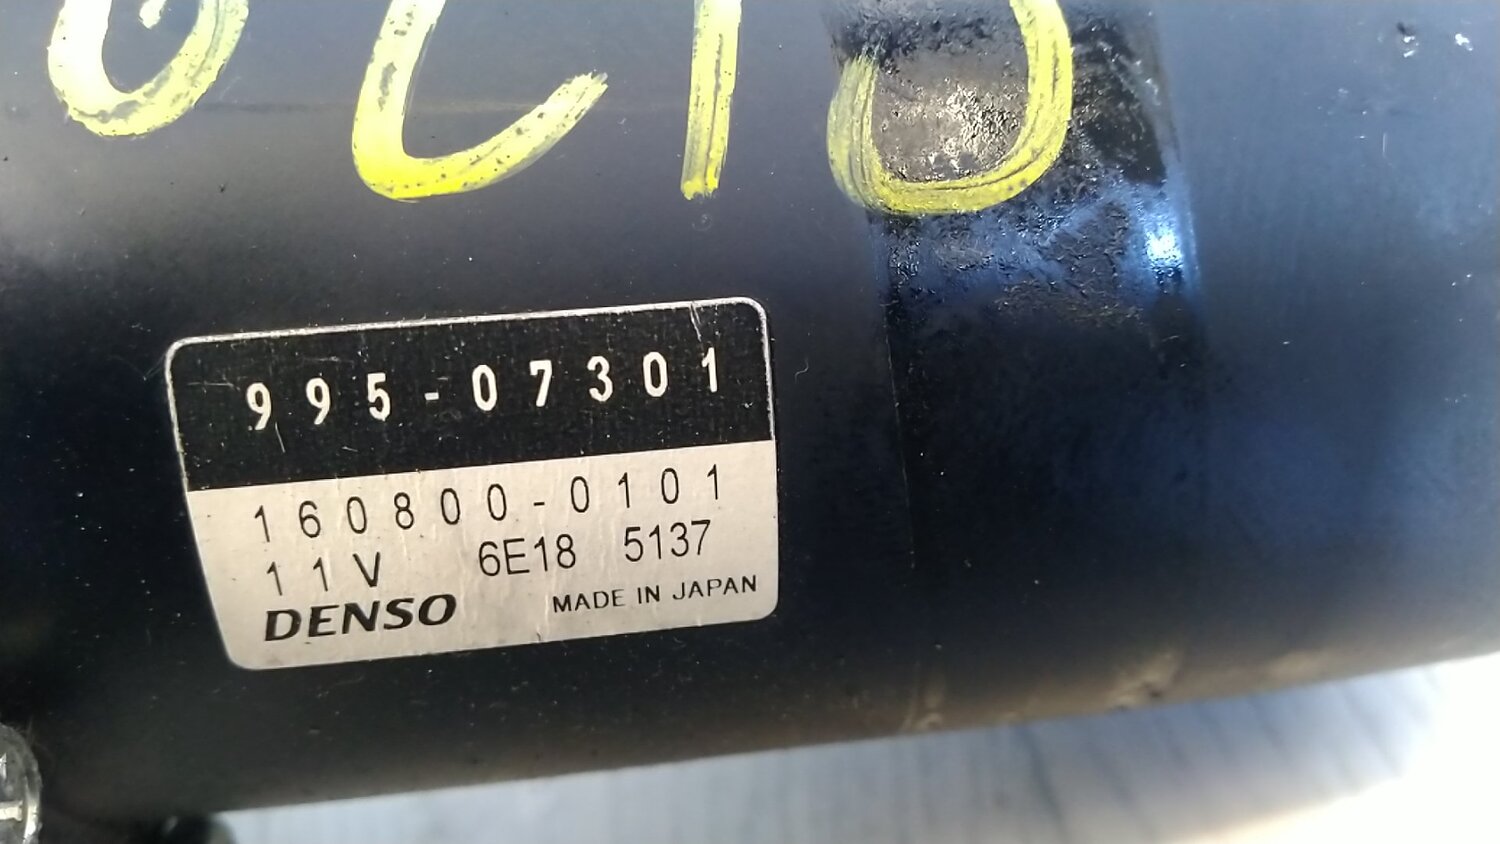 995-07301
160800-0101
11V 6E18 5137
DENSO MADE IN JAPAN